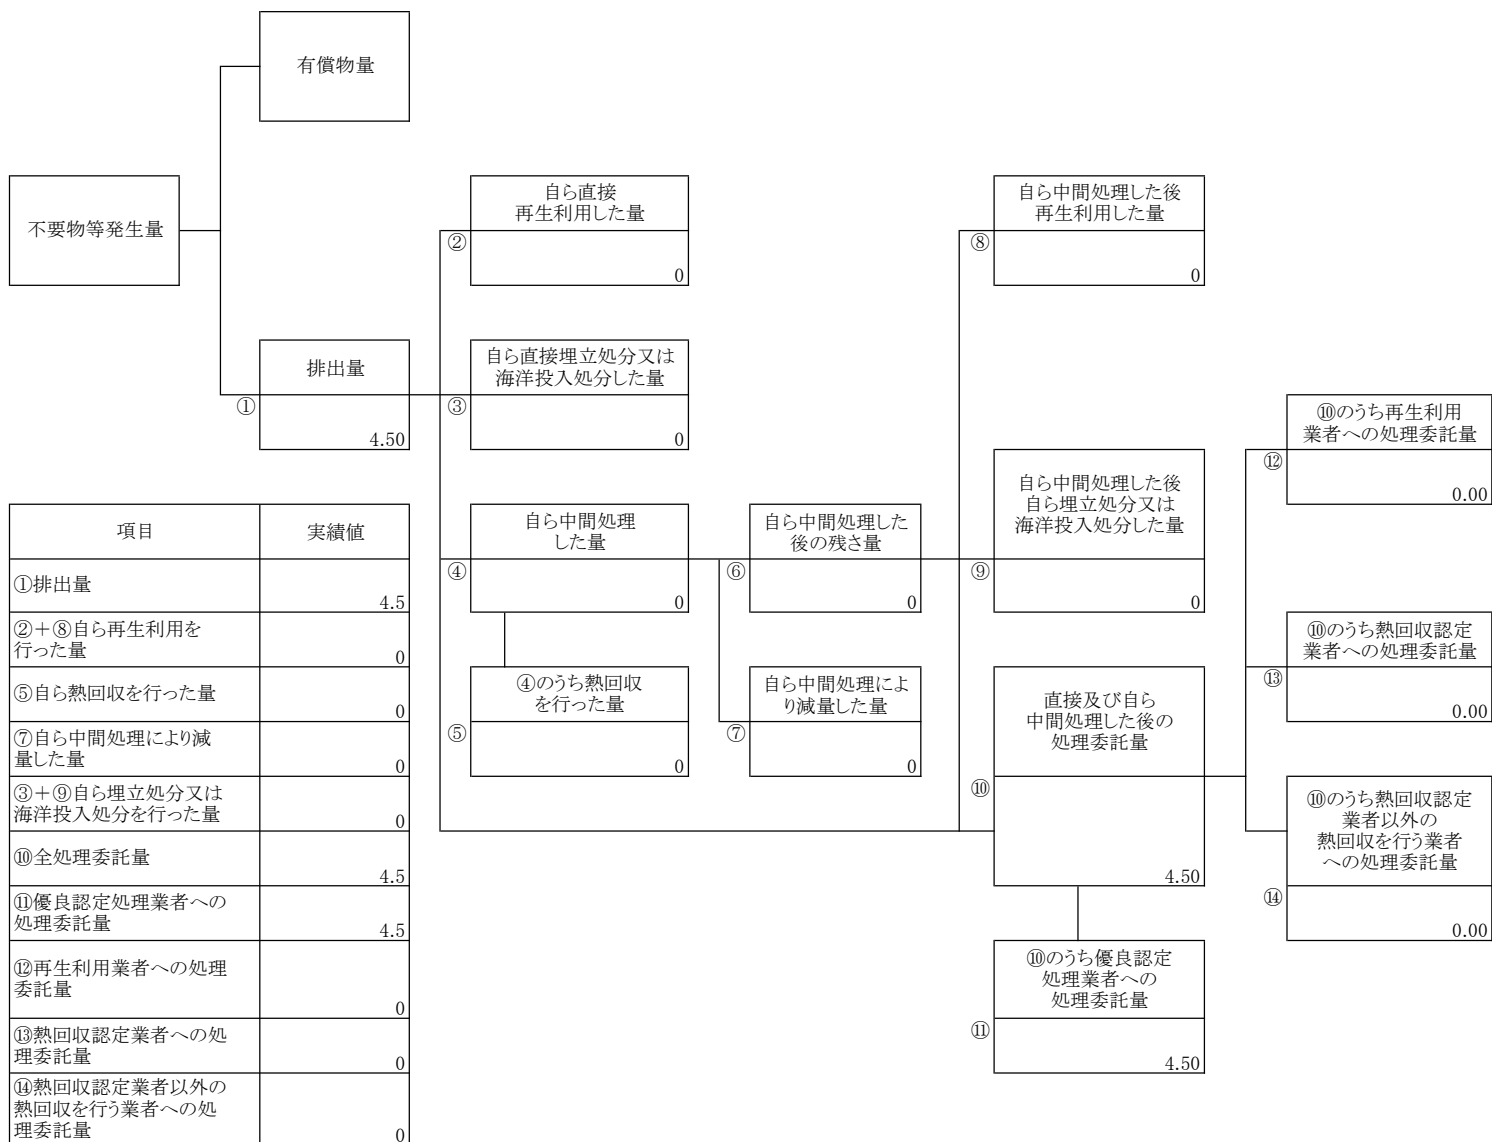 有償物量
不要物等発生量
排出量
①
4.50
自ら直接
再生利用した量
②
0
自ら直接埋立処分又は
海洋投入処分した量
③
0
自ら中間処理
した量
④
0
④のうち熱回収
を行った量
⑤
0
自ら中間処理した
後の残さ量
⑥
0
自ら中間処理によ
り減量した量
⑦
0
自ら中間処理した後
再生利用した量
⑧
0
自ら中間処理した後
自ら埋立処分又は
海洋投入処分した量
⑨
0
直接及び自ら
中間処理した後の
処理委託量
⑩
4.50
⑩のうち優良認定
処理業者への
処理委託量
⑪
4.50
⑩のうち再生利用
業者への処理委託量
⑫
0.00
⑩のうち熱回収認定
業者への処理委託量
⑬
0.00
⑩のうち熱回収認定
業者以外の
熱回収を行う業者
への処理委託量
⑭
0.00
項目 実績値
①排出量
4.5
②＋⑧自ら再生利用を
行った量
0
⑤自ら熱回収を行った量
0
⑦自ら中間処理により減
量した量
0
③＋⑨自ら埋立処分又は
海洋投入処分を行った量
0
⑩全処理委託量
4.5
⑪優良認定処理業者への
処理委託量
4.5
⑫再生利用業者への処理
委託量
0
⑬熱回収認定業者への処
理委託量
0
⑭熱回収認定業者以外の
熱回収を行う業者への処
理委託量
0